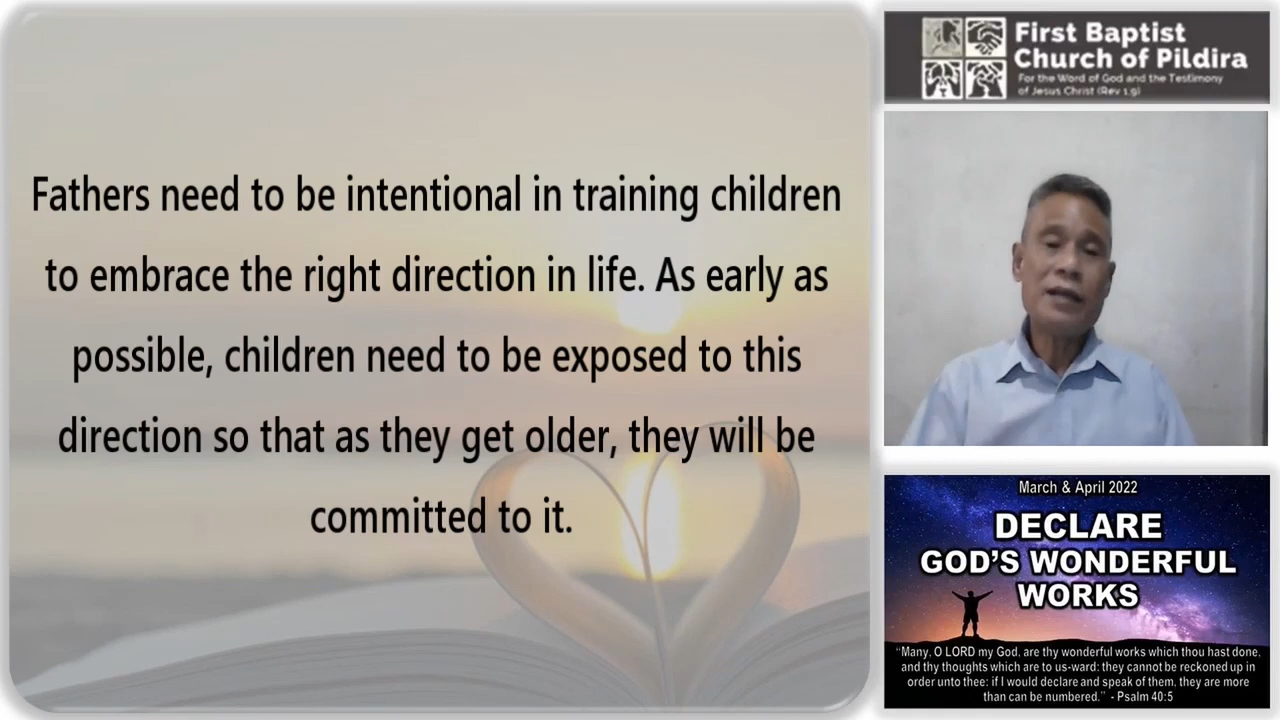 Fathers need to be intentional in training children
to embrace the right direction in life. As early as
possible, children need to be exposed to this
direction so that as they get older, they will be
committed to it.
First Baptist
Church of Pildira
For the Word of God and the Testimony
of Jesus Christ (Rev 1:9)
March & April 2022
DECLARE
GOD'S WONDERFUL
WORKS
“Many, O LORD my God, are thy wonderful works which thou hast done,
and thy thoughts which are to us-ward: they cannot be reckoned up in
order unto thee: if I would declare and speak of them, they are more
than can be numbered.” - Psalm 40:5